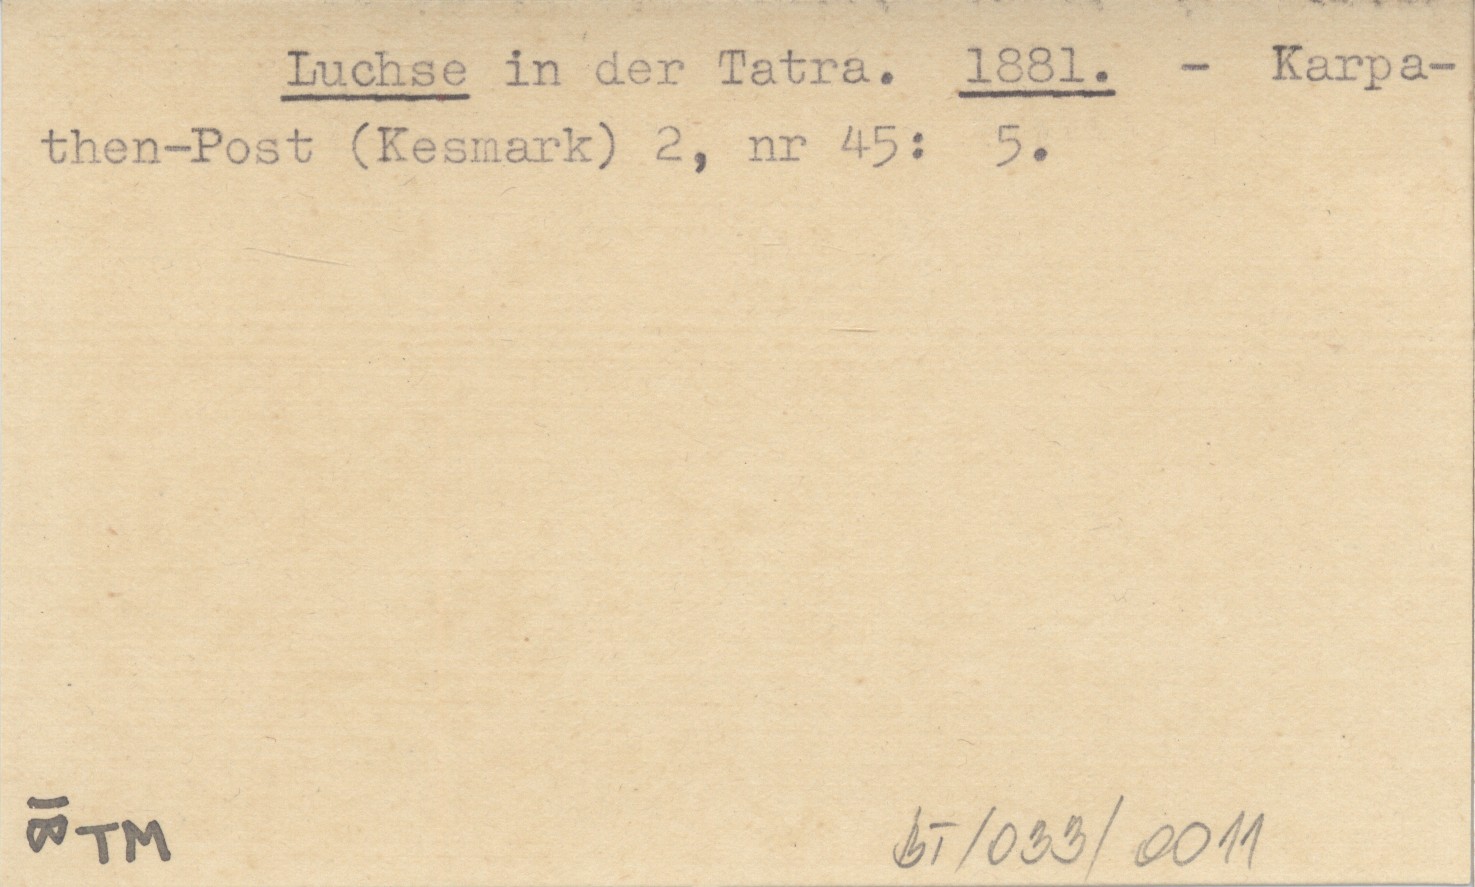 Luchse in der Tatra. 1881. - Karpa-
then-Post (Kesmark) 2, nr 45: 5.
TM
BT/033/0011